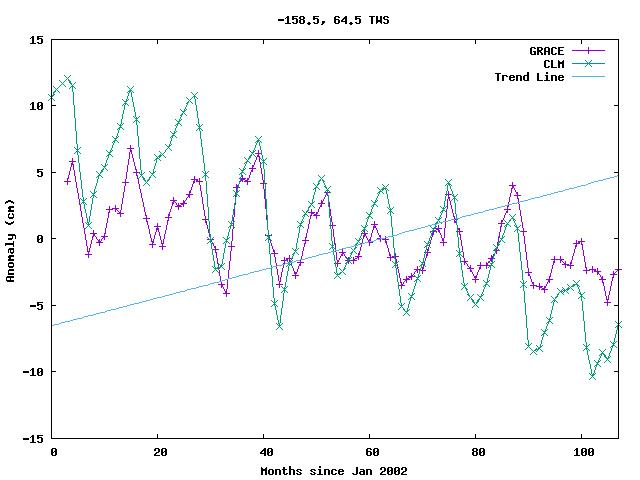 -158.5, 64.5 TWS
15
10
5
0
-5
-10
-15
Anomaly (cm)
GRACE
CLM
Trend Line
0 20 40 60 80 100
Months since Jan 2002